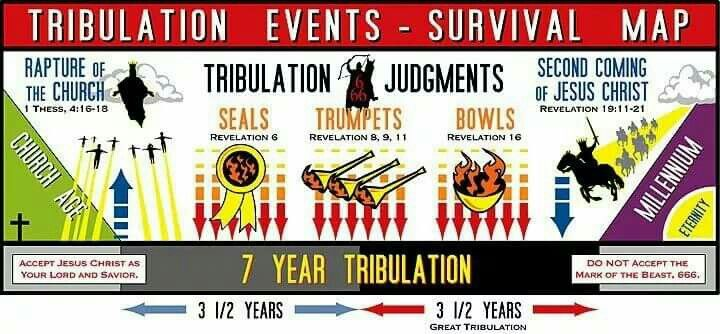 TRIBULATION EVENTS - SURVIVAL MAP
RAPTURE OF
THE CHURCH
1 THESS, 4:16-18
TRIBULATION
666
JUDGMENTS
SECOND COMING
OF JESUS CHRIST
REVELATION 19:11-21
SEALS
REVELATION 6
TRUMPETS
REVELATION 8, 9, 11
BOWLS
REVELATION 16
CHURCH AGE
MILLENNIUM
ETERNITY
ACCEPT JESUS CHRIST AS
YOUR LORD AND SAVIOR.
7 YEAR TRIBULATION
DO NOT ACCEPT THE
MARK OF THE BEAST, 666.
3 1/2 YEARS
3 1/2 YEARS
GREAT TRIBULATION